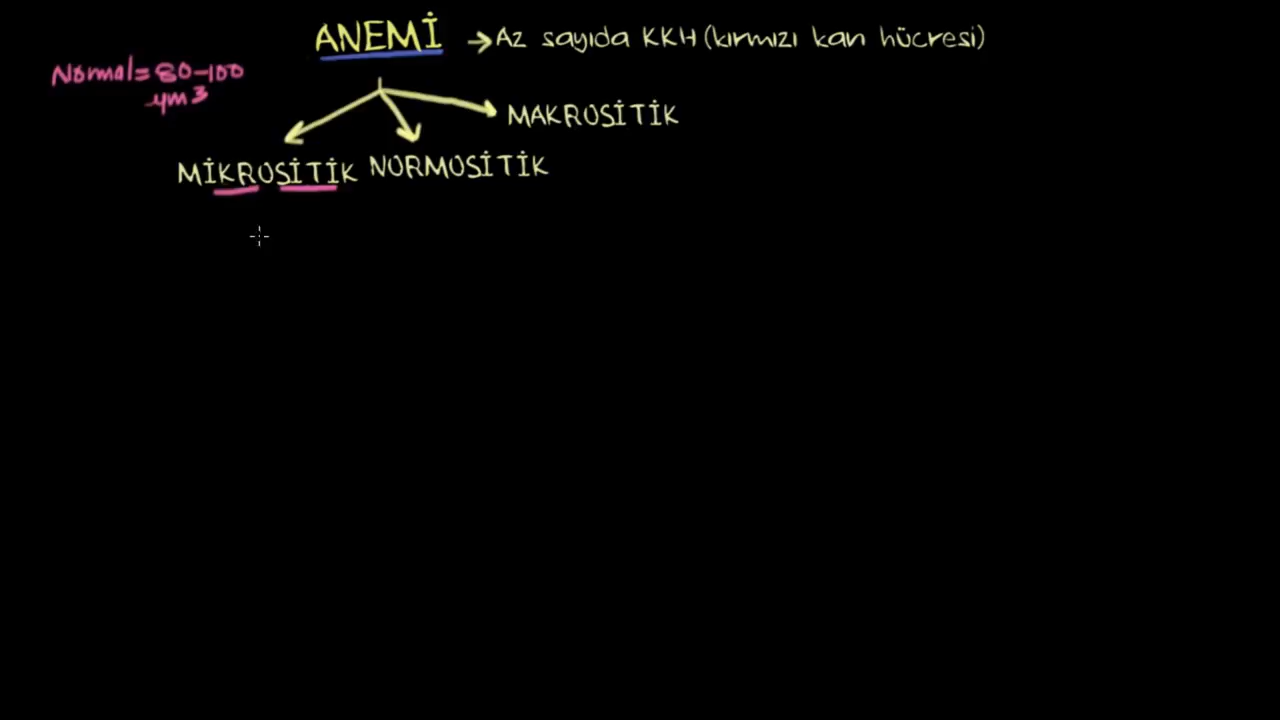 ANEMİ → Az sayıda KKH (kırmızı kan hücresi)
Normal = 80-100
µm3
MAKROSİTİK
MİKROSİTİK NORMOSİTİK